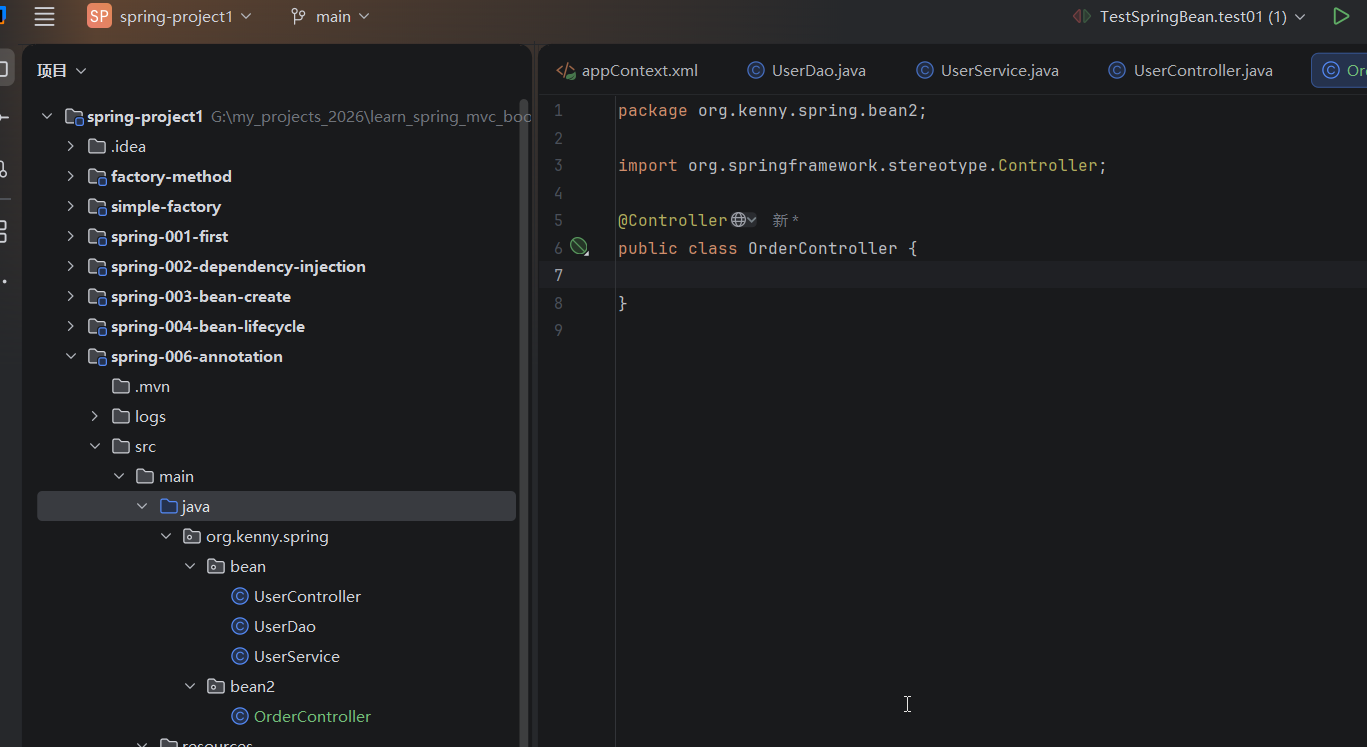 SP spring-project1 main TestSpringBean.test01 (1)
项目
spring-project1 G:\my_projects_2026\learn_spring_mvc_boo
.idea
factory-method
simple-factory
spring-001-first
spring-002-dependency-injection
spring-003-bean-create
spring-004-bean-lifecycle
spring-006-annotation
.mvn
logs
src
main
java
org.kenny.spring
bean
UserController
UserDao
UserService
bean2
OrderController
resources
appContext.xml UserDao.java UserService.java UserController.java Or
1 package org.kenny.spring.bean2;
2
3 import org.springframework.stereotype.Controller;
4
5 @Controller 新 *
6 public class OrderController {
7
8 }
9